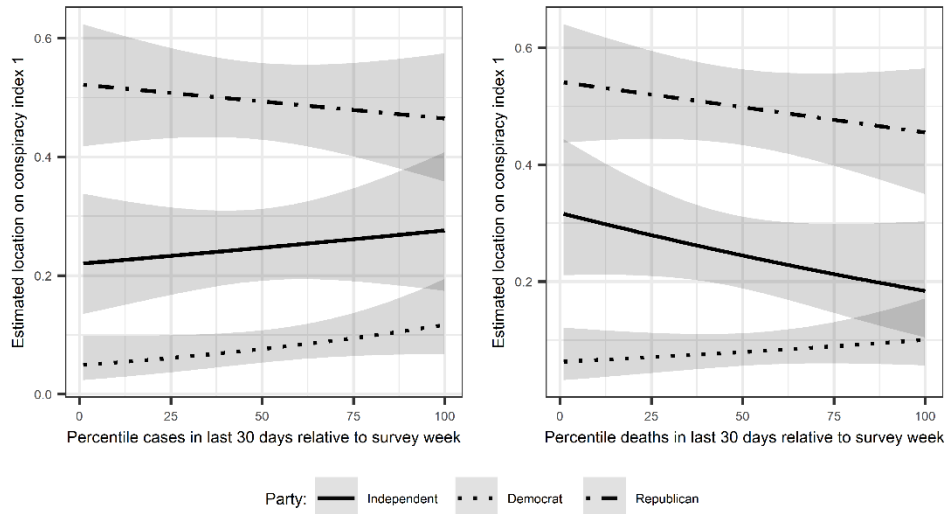 Estimated location on conspiracy index 1
0.6
0.4
0.2
0.0
0 25 50 75 100
Percentile cases in last 30 days relative to survey week
Estimated location on conspiracy index 1
0.6
0.4
0.2
0 25 50 75 100
Percentile deaths in last 30 days relative to survey week
Party: Independent Democrat Republican